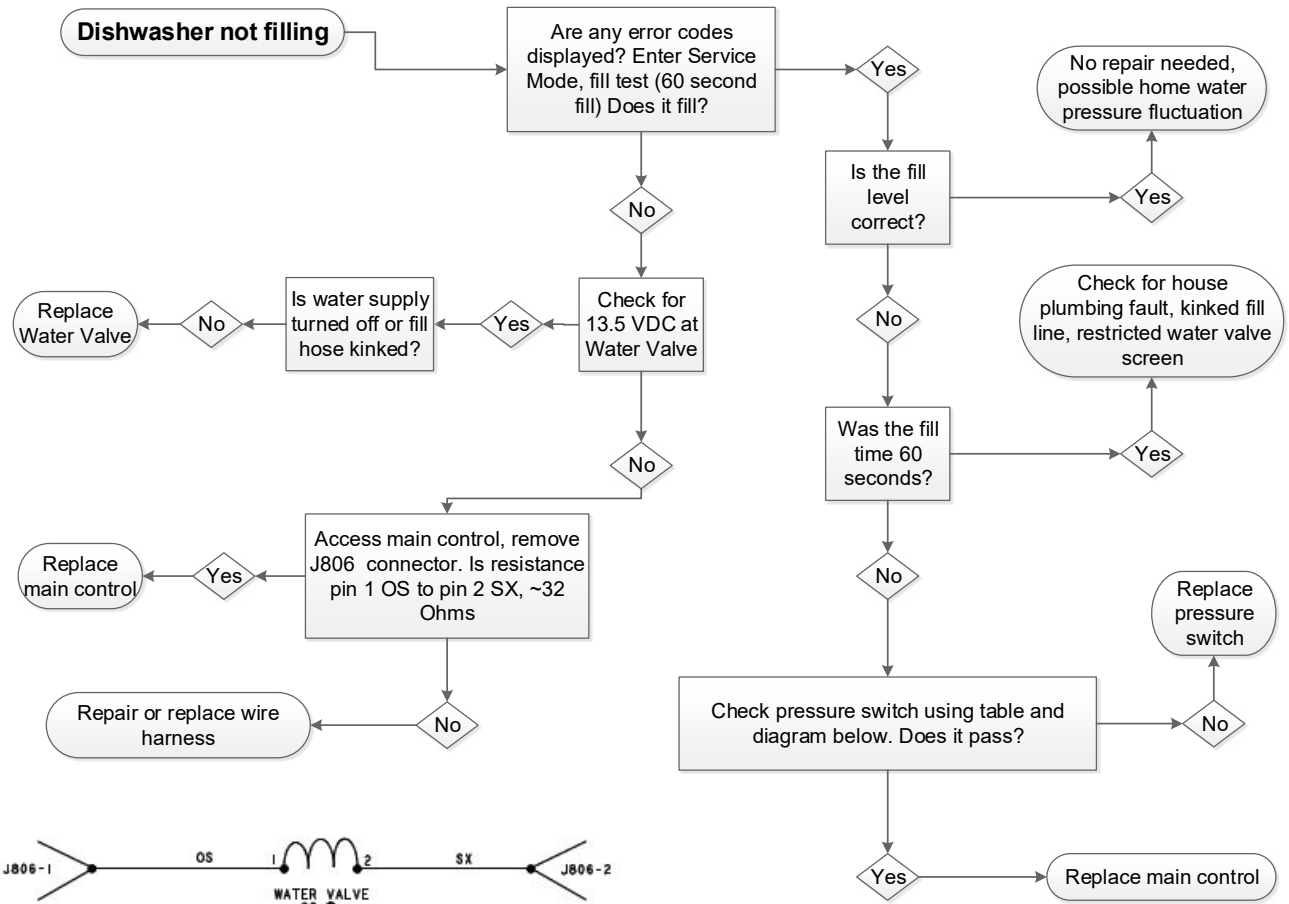 Dishwasher not filling
Are any error codes
displayed? Enter Service
Mode, fill test (60 second
fill) Does it fill?
Yes
No repair needed,
possible home water
pressure fluctuation
Is the fill
level
correct?
Yes
No
No
Check for
13.5 VDC at
Water Valve
Yes
Is water supply
turned off or fill
hose kinked?
No
Replace
Water Valve
Check for house
plumbing fault, kinked fill
line, restricted water valve
screen
Was the fill
time 60
seconds?
Yes
No
No
Access main control, remove
J806 connector. Is resistance
pin 1 OS to pin 2 SX, ~32
Ohms
Yes
Replace
main control
No
Repair or replace wire
harness
Check pressure switch using table and
diagram below. Does it pass?
No
Replace
pressure
switch
Yes
Replace main control
J806-1
OS
1
2
SX
J806-2
WATER VALVE